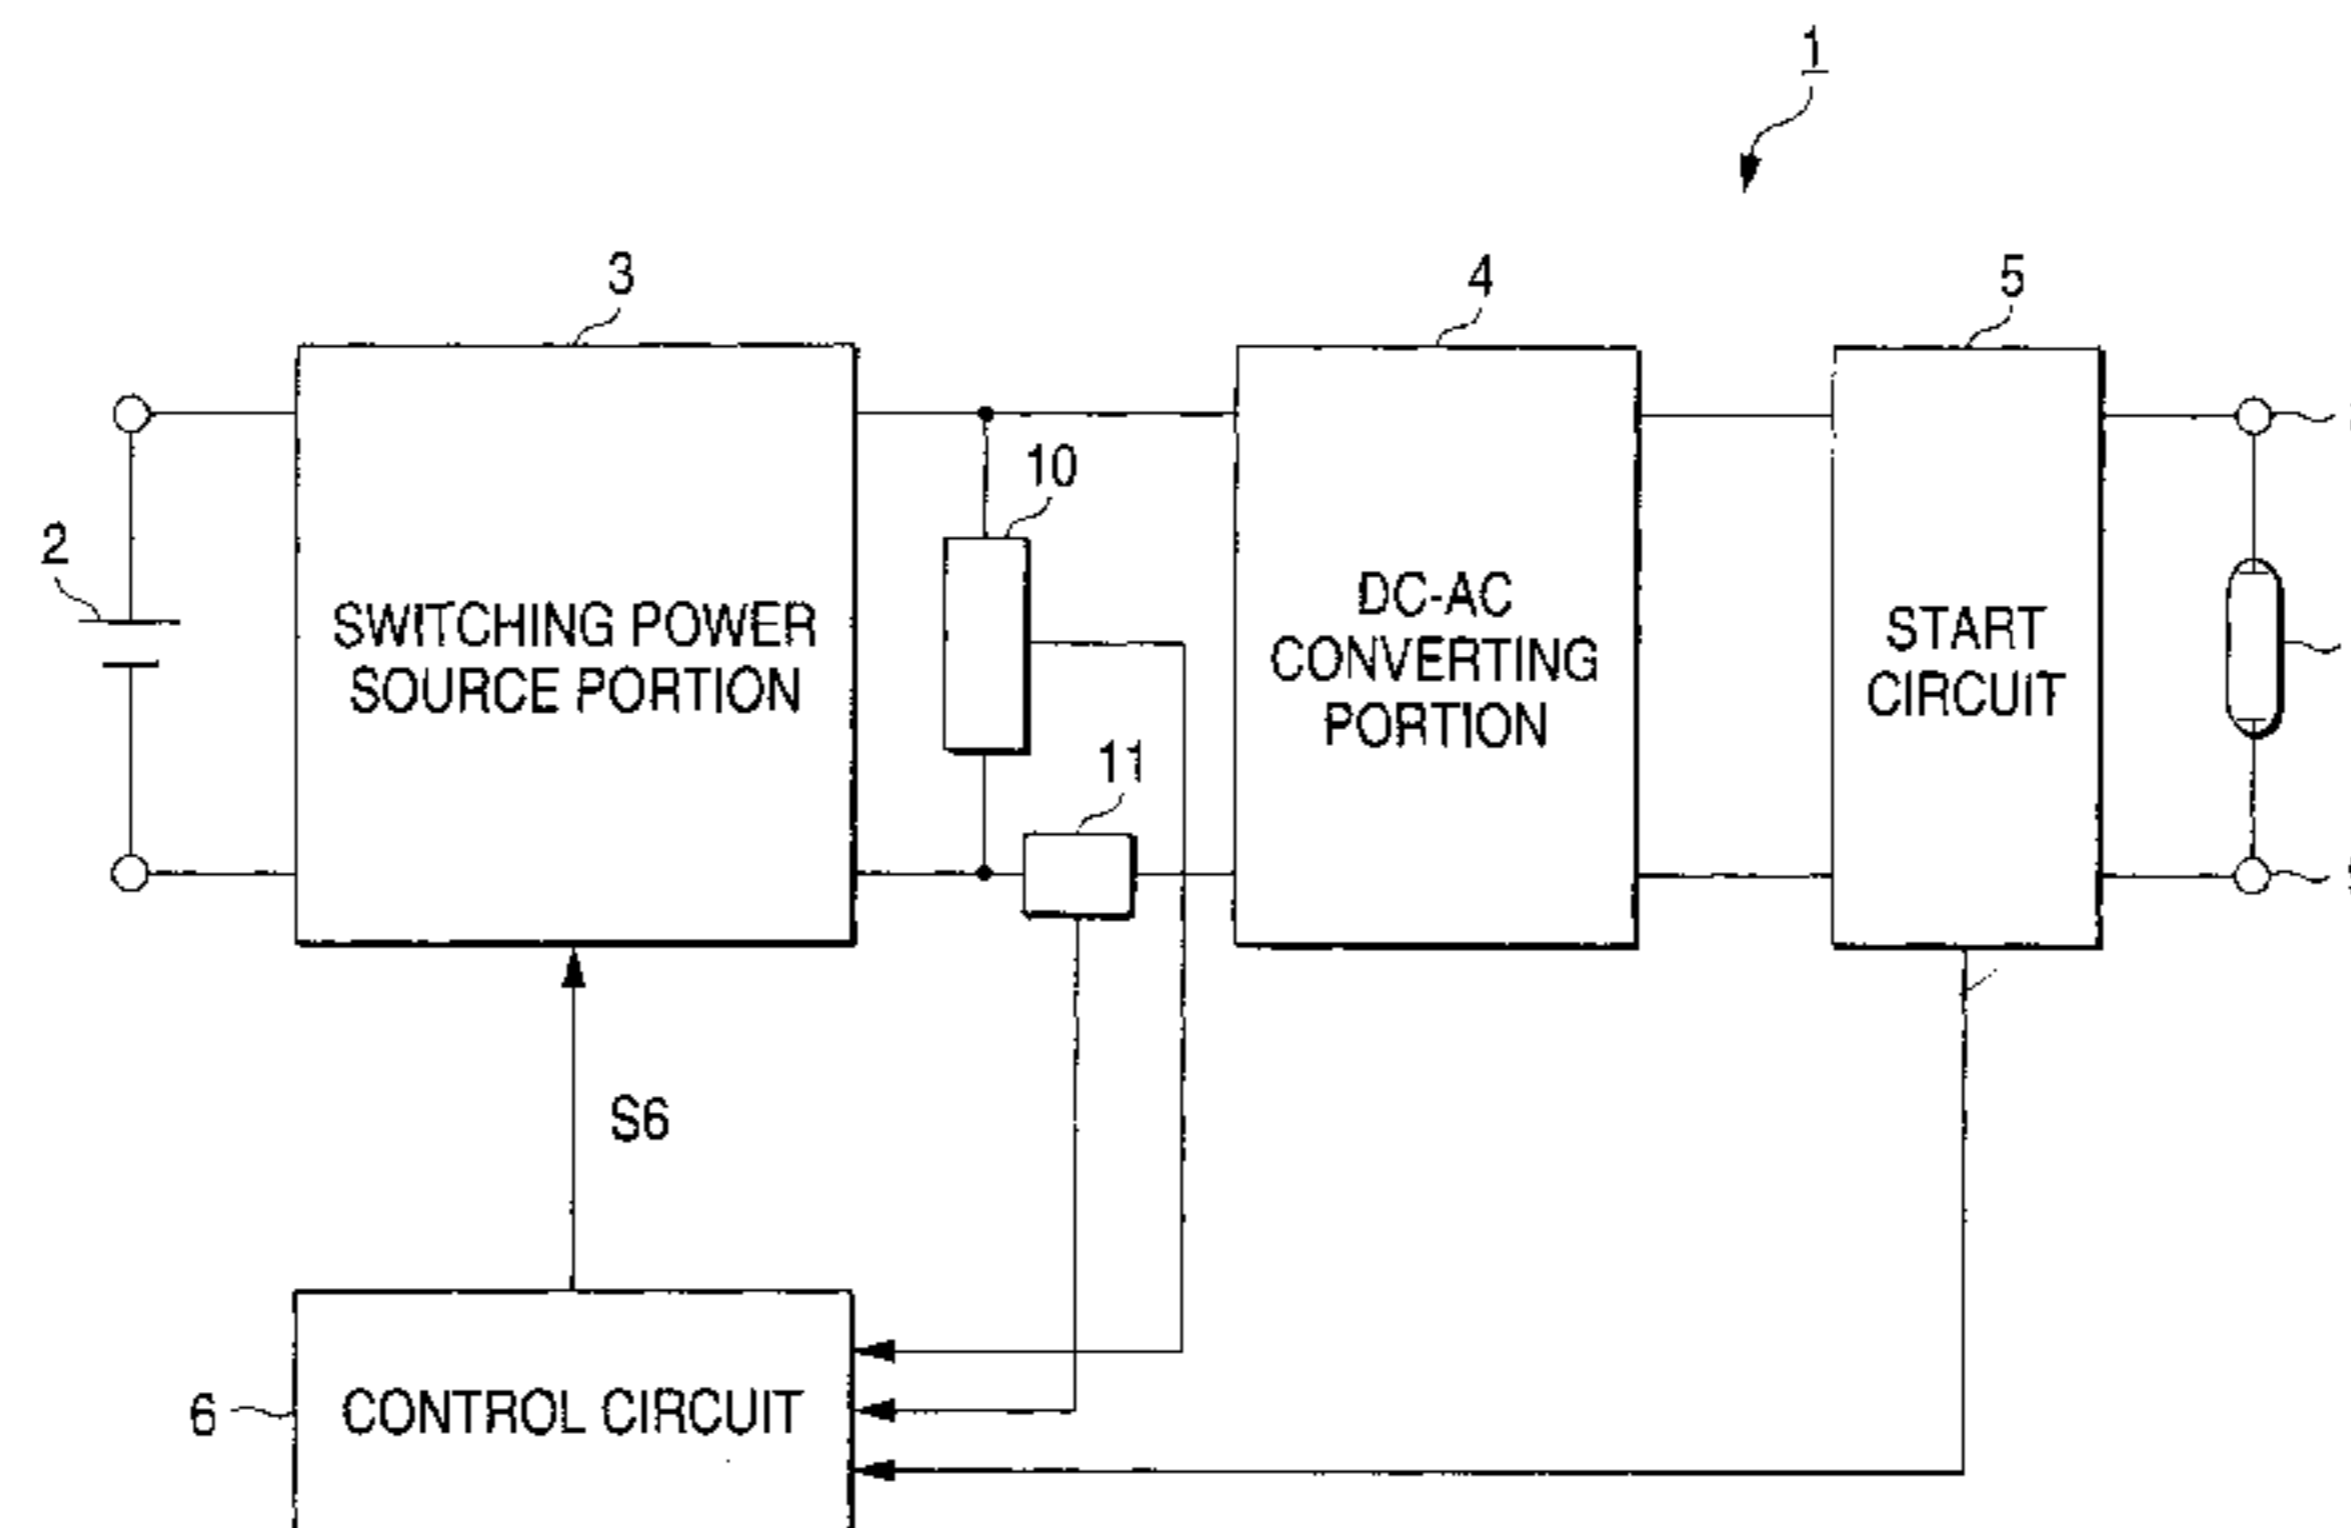 1
3
4
5
10
2
SWITCHING POWER
SOURCE PORTION
DC-AC
CONVERTING
PORTION
START
CIRCUIT
11
S6
6
CONTROL CIRCUIT